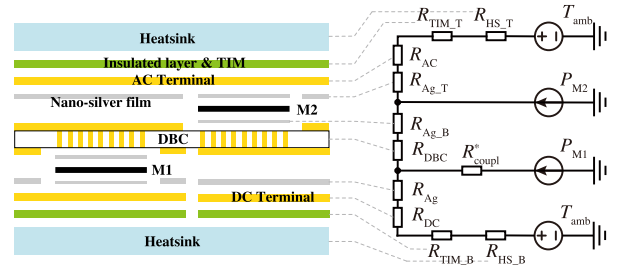 Heatsink
Insulated layer & TIM
AC Terminal
Nano-silver film
M2
DBC
M1
DC Terminal
Heatsink
R_TIM_T
R_HS_T
T_amb
R_AC
R_Ag_T
P_M2
R_Ag_B
R_DBC
R*_coupl
P_M1
R_Ag
R_DC
T_amb
R_TIM_B
R_HS_B